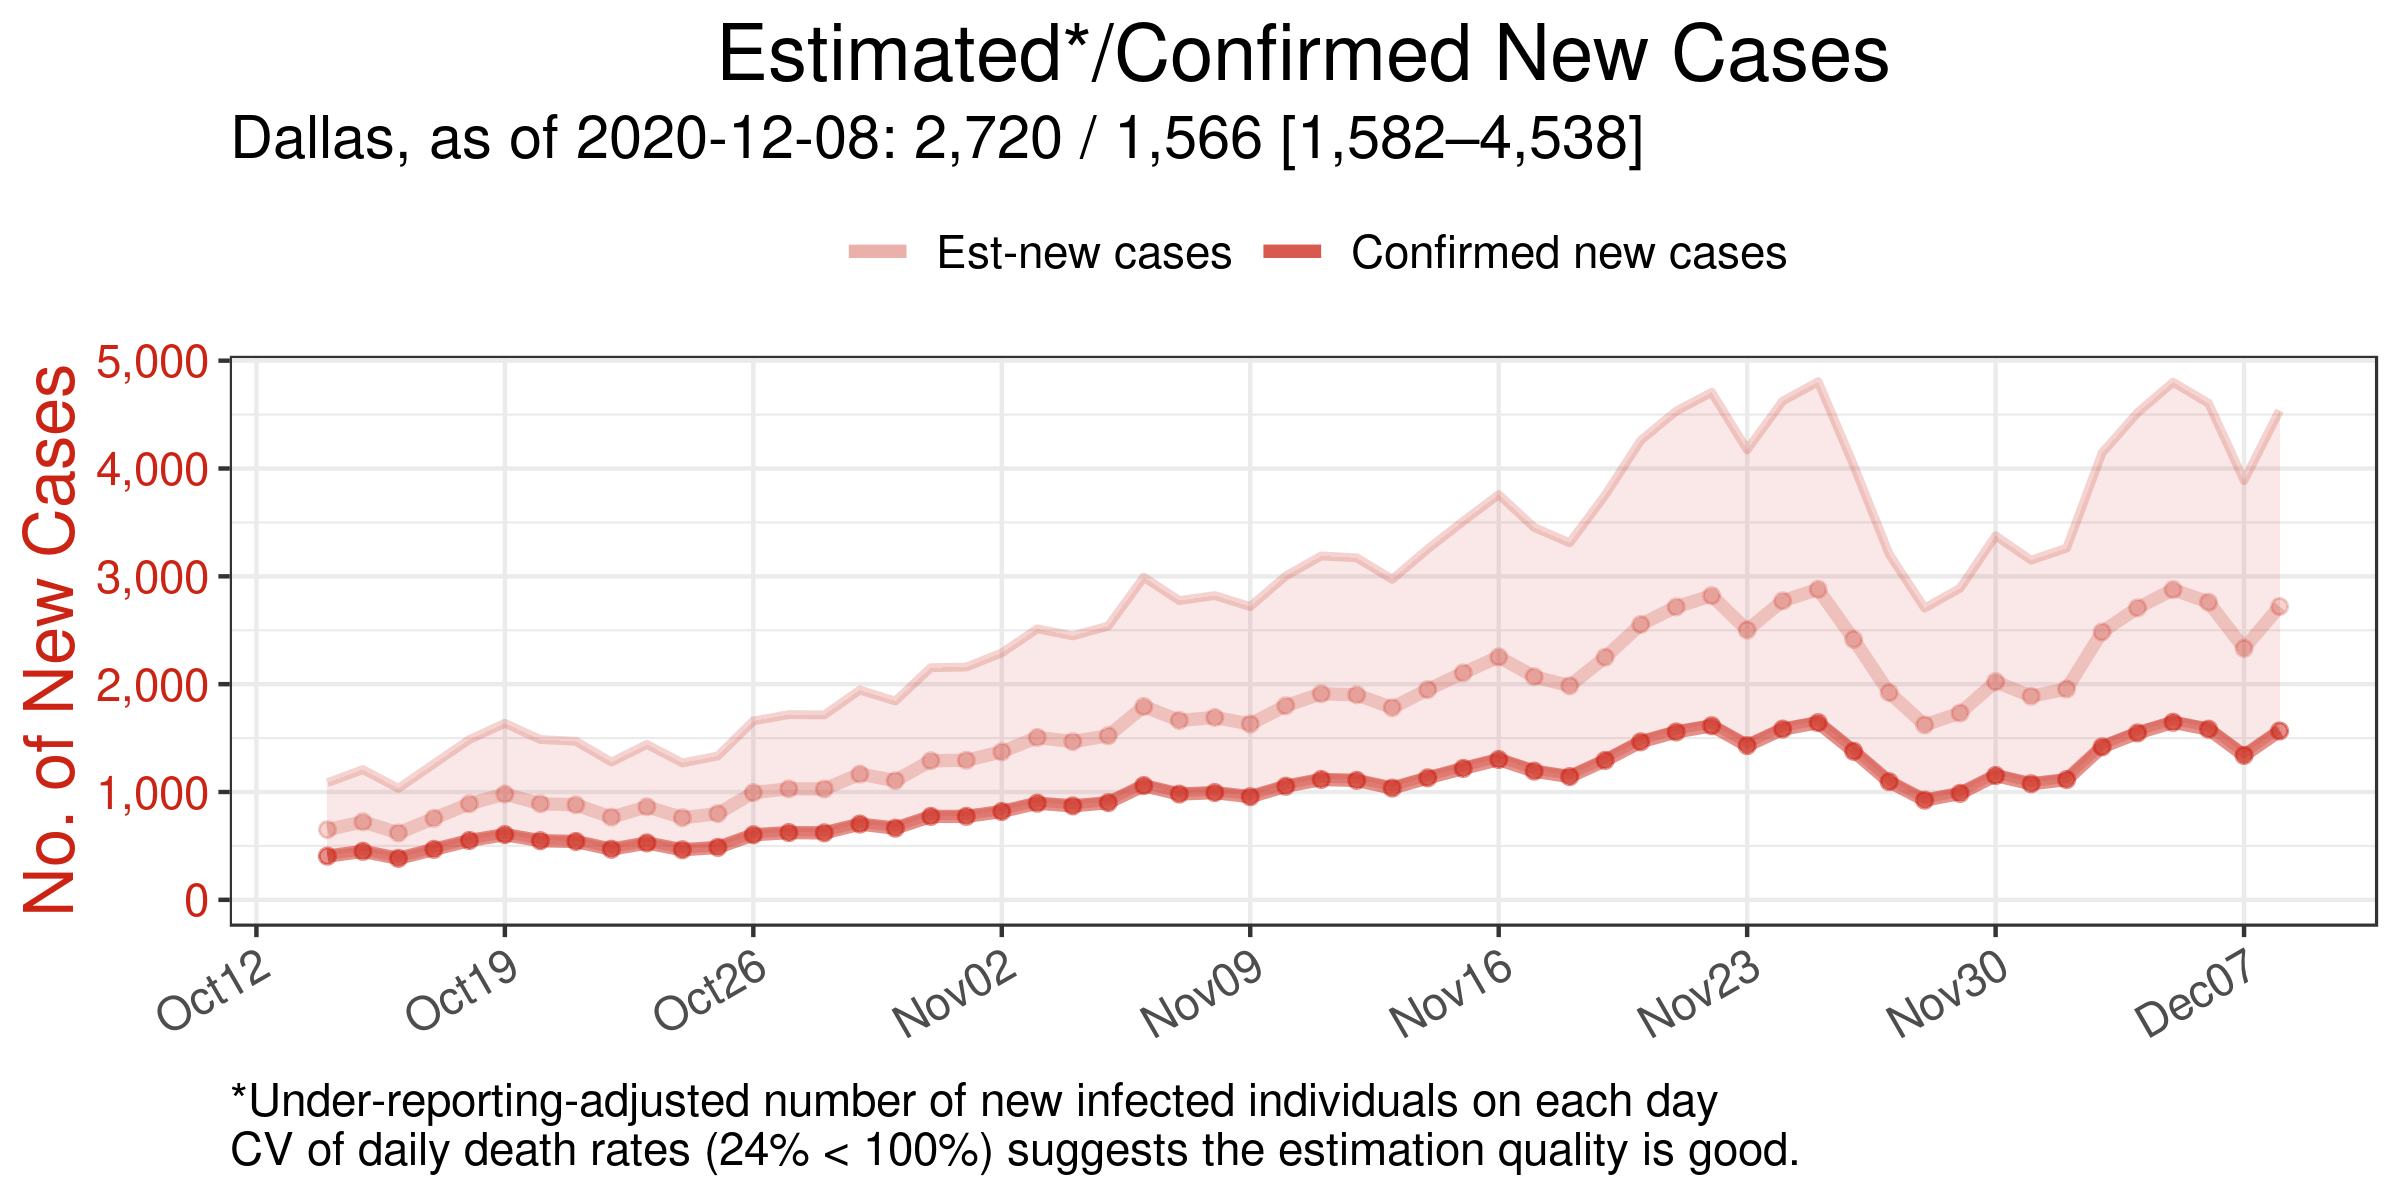 Estimated*/Confirmed New Cases
Dallas, as of 2020-12-08: 2,720 / 1,566 [1,582–4,538]
Est-new cases
Confirmed new cases
No. of New Cases
5,000
4,000
3,000
2,000
1,000
0
Oct12
Oct19
Oct26
Nov02
Nov09
Nov16
Nov23
Nov30
Dec07
*Under-reporting-adjusted number of new infected individuals on each day
CV of daily death rates (24% < 100%) suggests the estimation quality is good.